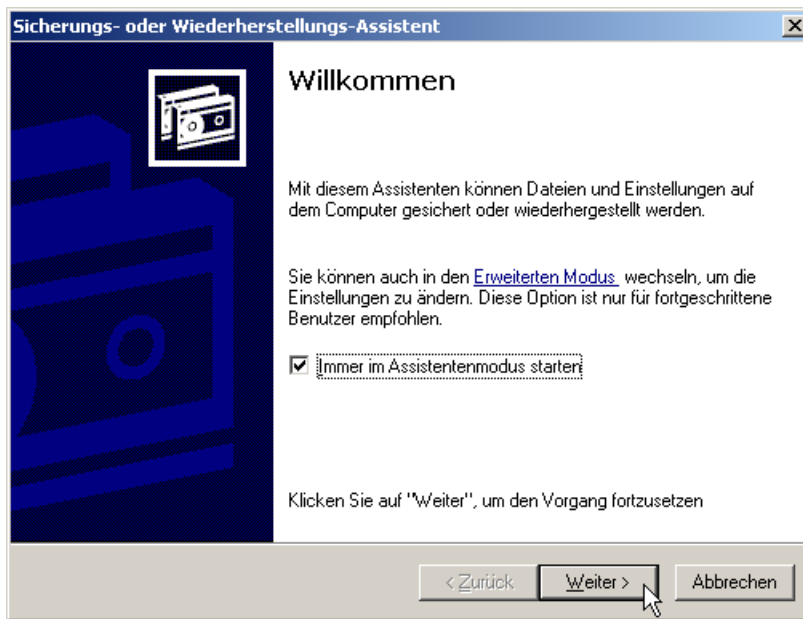 Sicherungs- oder Wiederherstellungs-Assistent
Willkommen
Mit diesem Assistenten können Dateien und Einstellungen auf
dem Computer gesichert oder wiederhergestellt werden.
Sie können auch in den Erweiterten Modus wechseln, um die
Einstellungen zu ändern. Diese Option ist nur für fortgeschrittene
Benutzer empfohlen.
Immer im Assistentenmodus starten
Klicken Sie auf "Weiter", um den Vorgang fortzusetzen
< Zurück Weiter > Abbrechen